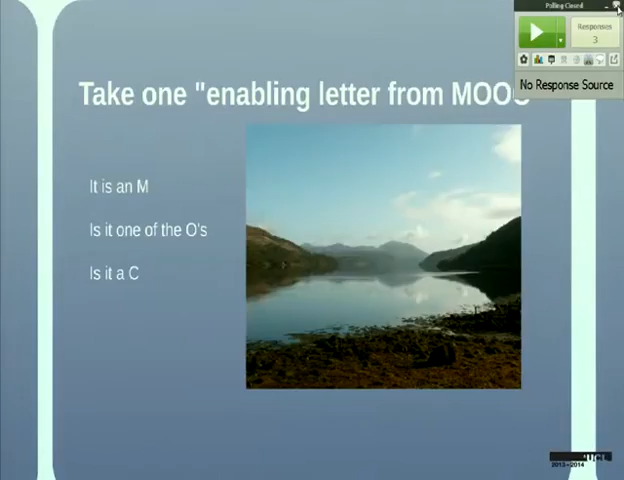 Polling Closed
Responses
3
No Response Source
Take one "enabling letter from MOOC
It is an M
Is it one of the O's
Is it a C
UCL
2013–2014